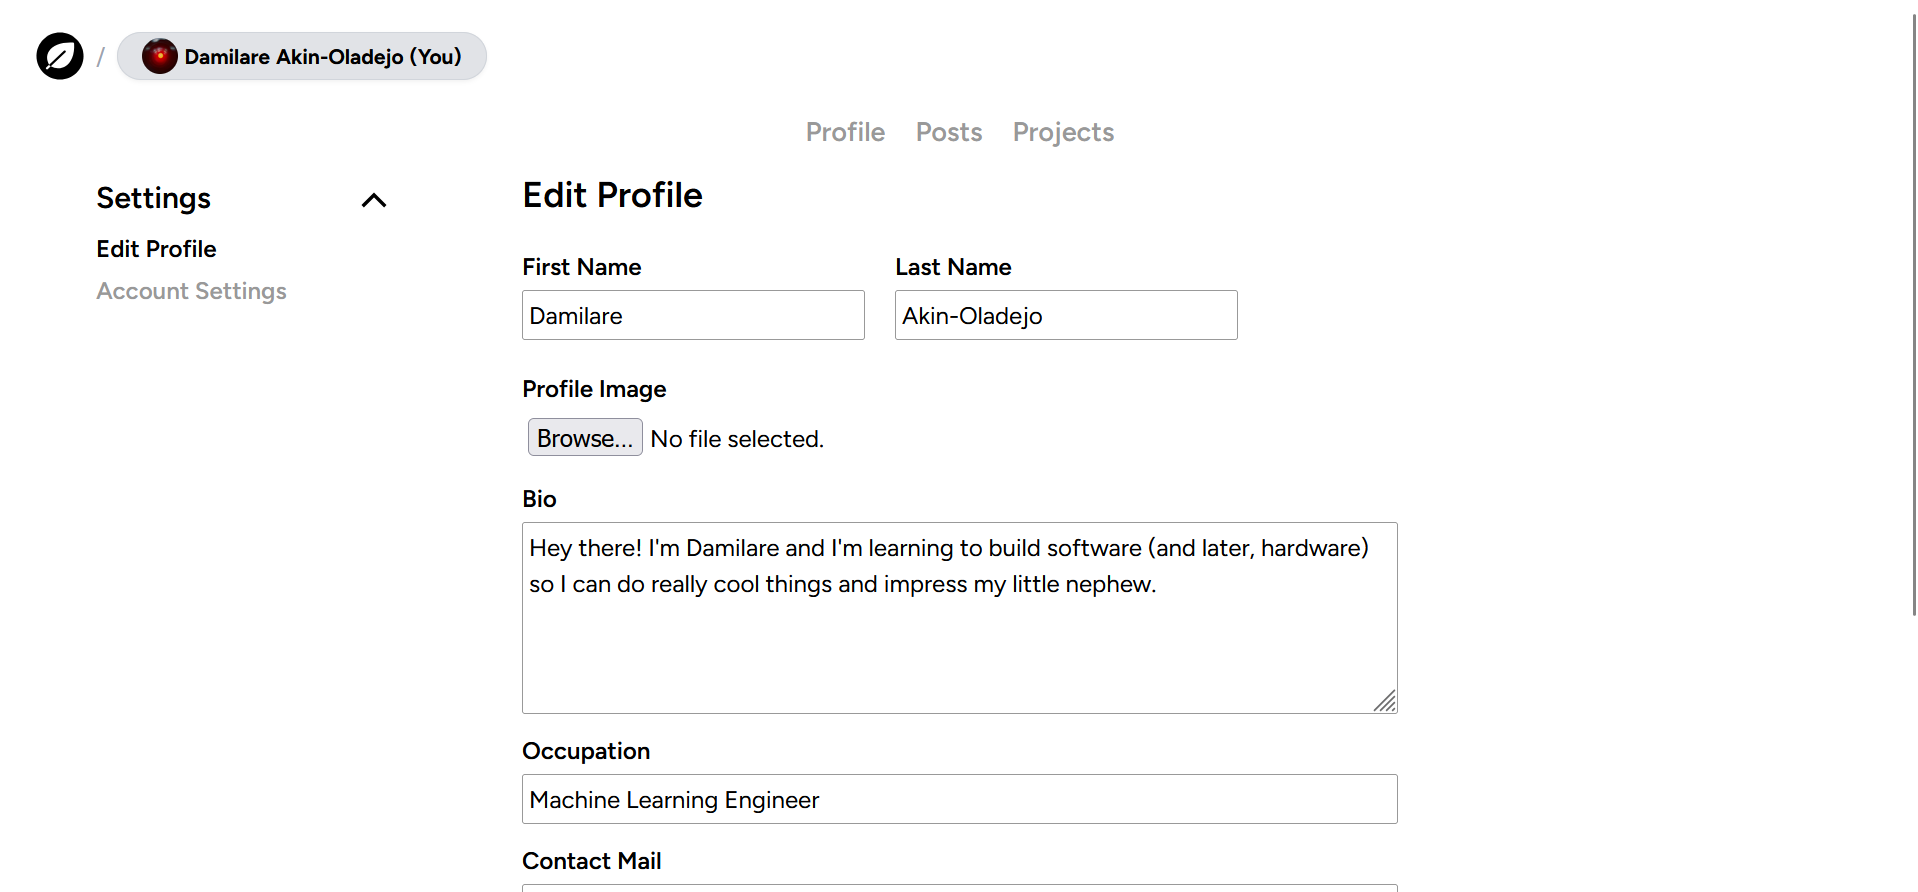 / Damilare Akin-Oladejo (You)
Profile Posts Projects
Settings
Edit Profile
Account Settings
Edit Profile
First Name Last Name
Damilare Akin-Oladejo
Profile Image
Browse... No file selected.
Bio
Hey there! I'm Damilare and I'm learning to build software (and later, hardware)
so I can do really cool things and impress my little nephew.
Occupation
Machine Learning Engineer
Contact Mail